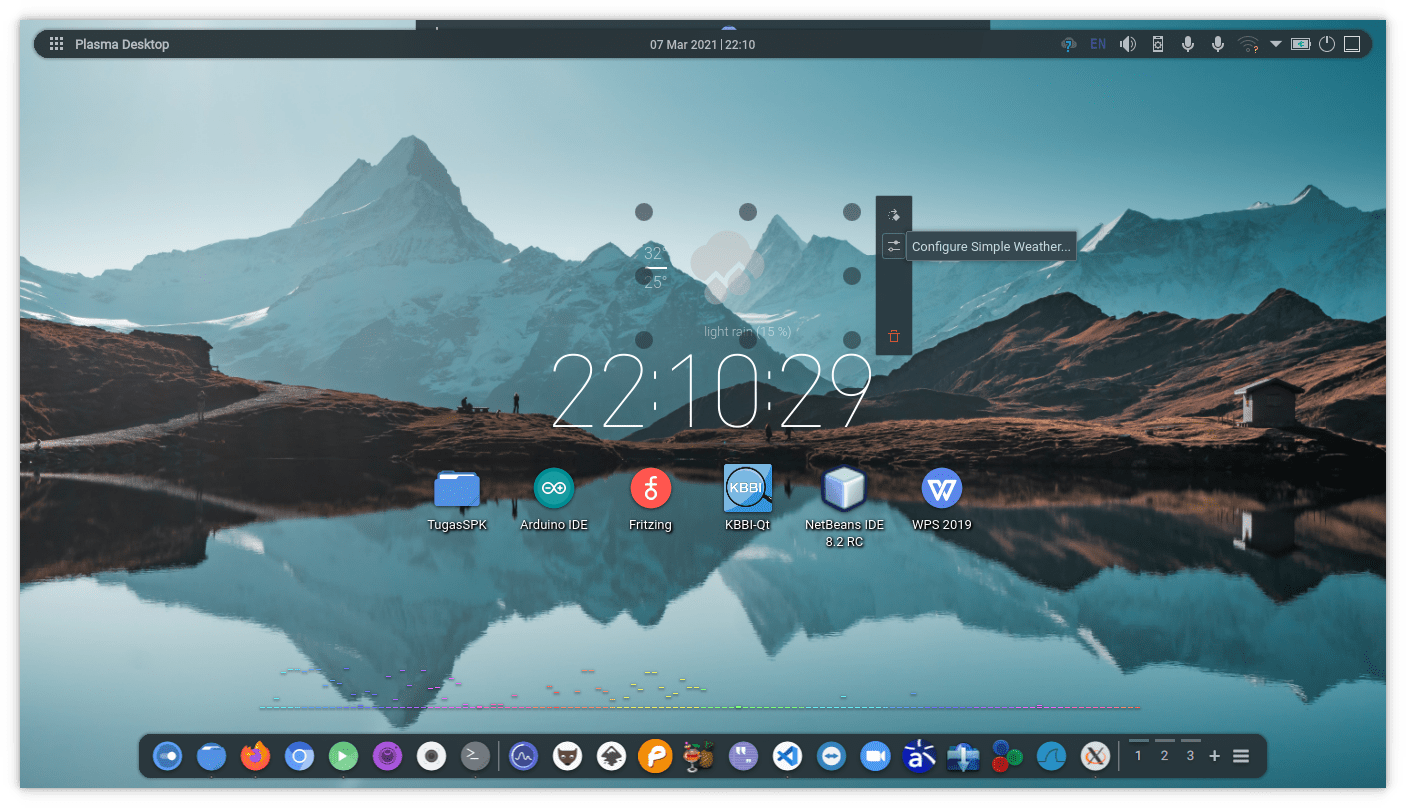 Plasma Desktop
07 Mar 2021 | 22:10
EN
Configure Simple Weather...
32°
25°
light rain (15 %)
22:10:29
KBBI
TugasSPK
Arduino IDE
Fritzing
KBBI-Qt
NetBeans IDE
8.2 RC
WPS 2019
1 2 3 +